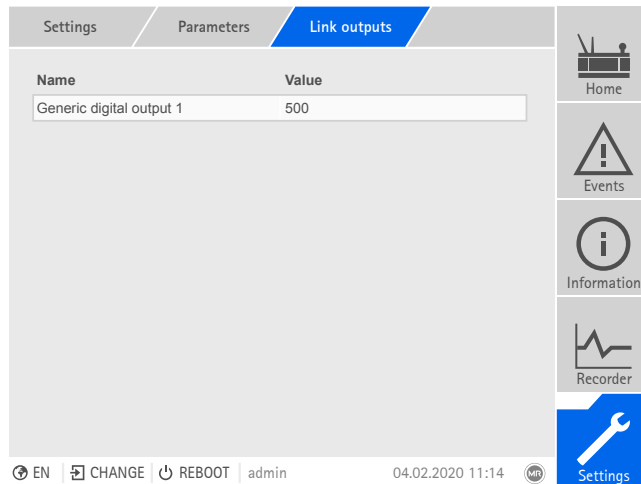 Settings Parameters Link outputs
Name Value
Generic digital output 1 500
Home
Events
Information
Recorder
Settings
EN CHANGE REBOOT admin 04.02.2020 11:14 MR